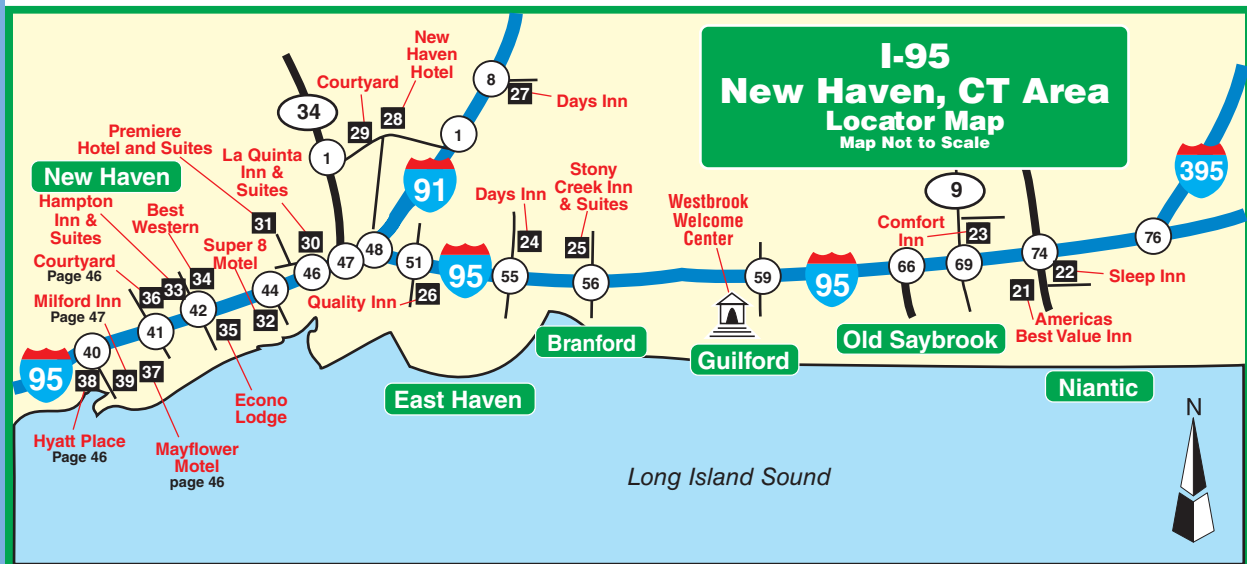 I-95
New Haven, CT Area
Locator Map
Map Not to Scale
New
Haven
Hotel
Courtyard
28
29
34
1
1
8
27
Days Inn
91
Premiere
Hotel and Suites
La Quinta
Inn &
Suites
New Haven
Hampton
Inn &
Suites
Best
Western
Super 8
Motel
31
30
Courtyard
Page 46
36
33
34
Milford Inn
Page 47
40
41
42
44
46
47
48
51
95
38
39
37
35
32
Econo
Lodge
Hyatt Place
Page 46
Mayflower
Motel
page 46
Quality Inn
26
95
East Haven
Days Inn
24
55
Stony
Creek Inn
& Suites
25
56
Branford
Westbrook
Welcome
Center
59
Guilford
95
9
Comfort
Inn
23
66
69
Old Saybrook
74
22
Sleep Inn
21
Americas
Best Value Inn
76
395
Niantic
Long Island Sound
N